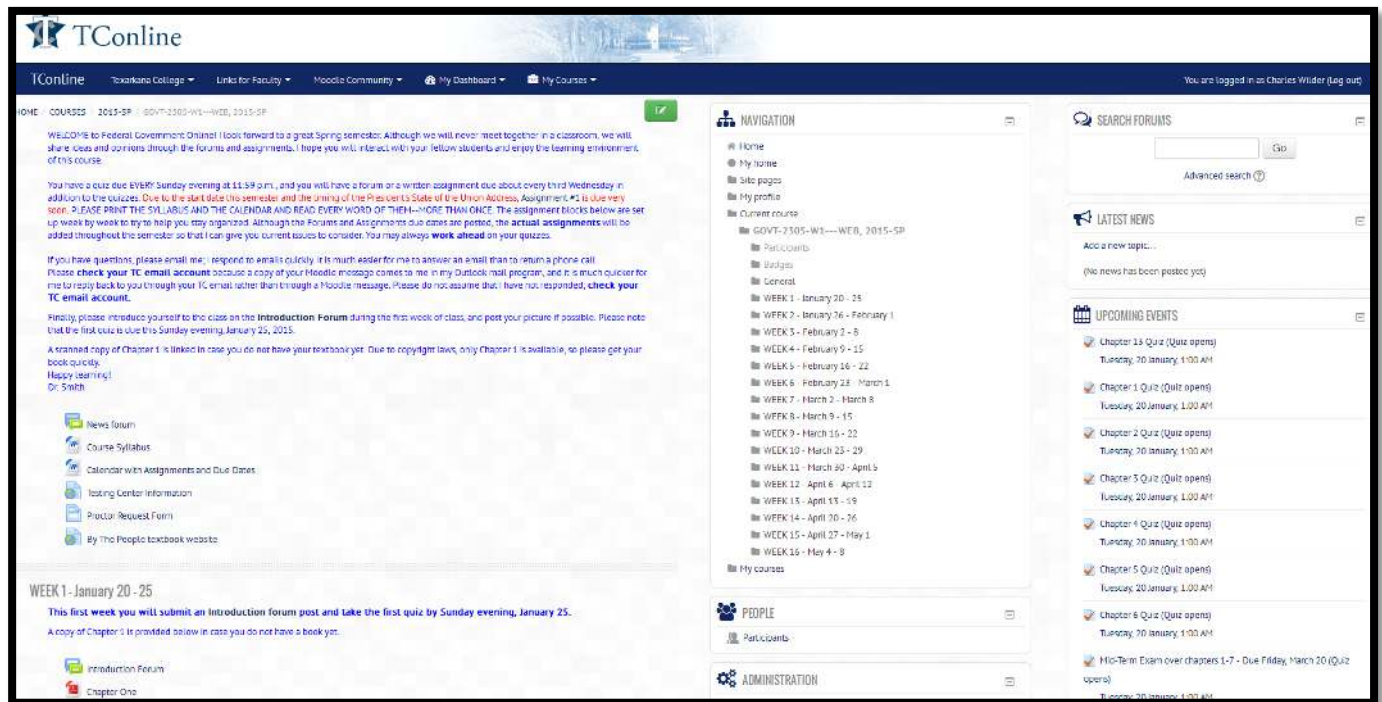 TConline
TConline
Texarkana College
Links for Faculty
Moodle Community
My Dashboard
My Courses
You are logged in as Charles Wilder (Log out)
HOME / COURSES / 2015-SP / GOVT-2305-W1---WEB, 2015-SP
WELCOME to Federal Government Online! I look forward to a great Spring semester. Although we will never meet together in a classroom, we will
share ideas and opinions through the forums and assignments. I hope you will interact with your fellow students and enjoy the learning environment
of this course.
You have a quiz due EVERY Sunday evening at 11:59 p.m., and you will have a forum or a written assignment due about every third Wednesday in
addition to the quizzes. Due to the start date this semester and the timing of the President's State of the Union Address, Assignment #1 is due very
soon. PLEASE PRINT THE SYLLABUS AND THE CALENDAR AND READ EVERY WORD OF THEM--MORE THAN ONCE. The assignment blocks below are set
up week by week to try to help you stay organized. Although the Forums and Assignments due dates are posted, the actual assignments will be
added throughout the semester so that I can give you current issues to consider. You may always work ahead on your quizzes.
If you have questions, please email me; I respond to emails quickly. It is much easier for me to answer an email than to return a phone call.
Please check your TC email account because a copy of your Moodle message comes to me in my Outlook mail program, and it is much quicker for
me to reply back to you through your TC email rather than through a Moodle message. Please do not assume that I have not responded; check your
TC email account.
Finally, please introduce yourself to the class on the Introduction Forum during the first week of class, and post your picture if possible. Please note
that the first quiz is due this Sunday evening, January 25, 2015.
A scanned copy of Chapter 1 is linked in case you do not have your textbook yet. Due to copyright laws, only Chapter 1 is available, so please get your
book quickly.
Happy learning!
Dr. Smith
News forum
Course Syllabus
Calendar with Assignments and Due Dates
Testing Center Information
Proctor Request Form
By The People textbook website
WEEK 1 - January 20 - 25
This first week you will submit an Introduction forum post and take the first quiz by Sunday evening, January 25.
A copy of Chapter 1 is provided below in case you do not have a book yet.
Introduction Forum
Chapter One
NAVIGATION
Home
My home
Site pages
My profile
Current course
GOVT-2305-W1---WEB, 2015-SP
Participants
Badges
General
WEEK 1 - January 20 - 25
WEEK 2 - January 26 - February 1
WEEK 3 - February 2 - 8
WEEK 4 - February 9 - 15
WEEK 5 - February 16 - 22
WEEK 6 - February 23 - March 1
WEEK 7 - March 2 - March 8
WEEK 8 - March 9 - 15
WEEK 9 - March 16 - 22
WEEK 10 - March 23 - 29
WEEK 11 - March 30 - April 5
WEEK 12 - April 6 - April 12
WEEK 13 - April 13 - 19
WEEK 14 - April 20 - 26
WEEK 15 - April 27 - May 1
WEEK 16 - May 4 - 8
My courses
PEOPLE
Participants
ADMINISTRATION
SEARCH FORUMS
Go
Advanced search
LATEST NEWS
Add a new topic...
(No news has been posted yet)
UPCOMING EVENTS
Chapter 13 Quiz (Quiz opens)
Tuesday, 20 January, 1:00 AM
Chapter 1 Quiz (Quiz opens)
Tuesday, 20 January, 1:00 AM
Chapter 2 Quiz (Quiz opens)
Tuesday, 20 January, 1:00 AM
Chapter 3 Quiz (Quiz opens)
Tuesday, 20 January, 1:00 AM
Chapter 4 Quiz (Quiz opens)
Tuesday, 20 January, 1:00 AM
Chapter 5 Quiz (Quiz opens)
Tuesday, 20 January, 1:00 AM
Chapter 6 Quiz (Quiz opens)
Tuesday, 20 January, 1:00 AM
Mid-Term Exam over chapters 1-7 - Due Friday, March 20 (Quiz
opens)
Tuesday, 20 January, 1:00 AM